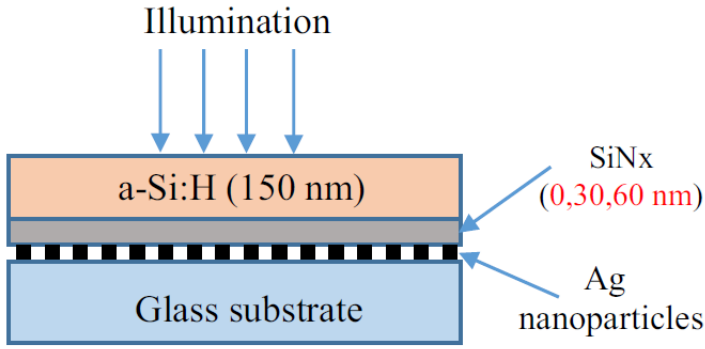 Illumination
a-Si:H (150 nm)
SiNx
(0,30,60 nm)
Ag
nanoparticles
Glass substrate